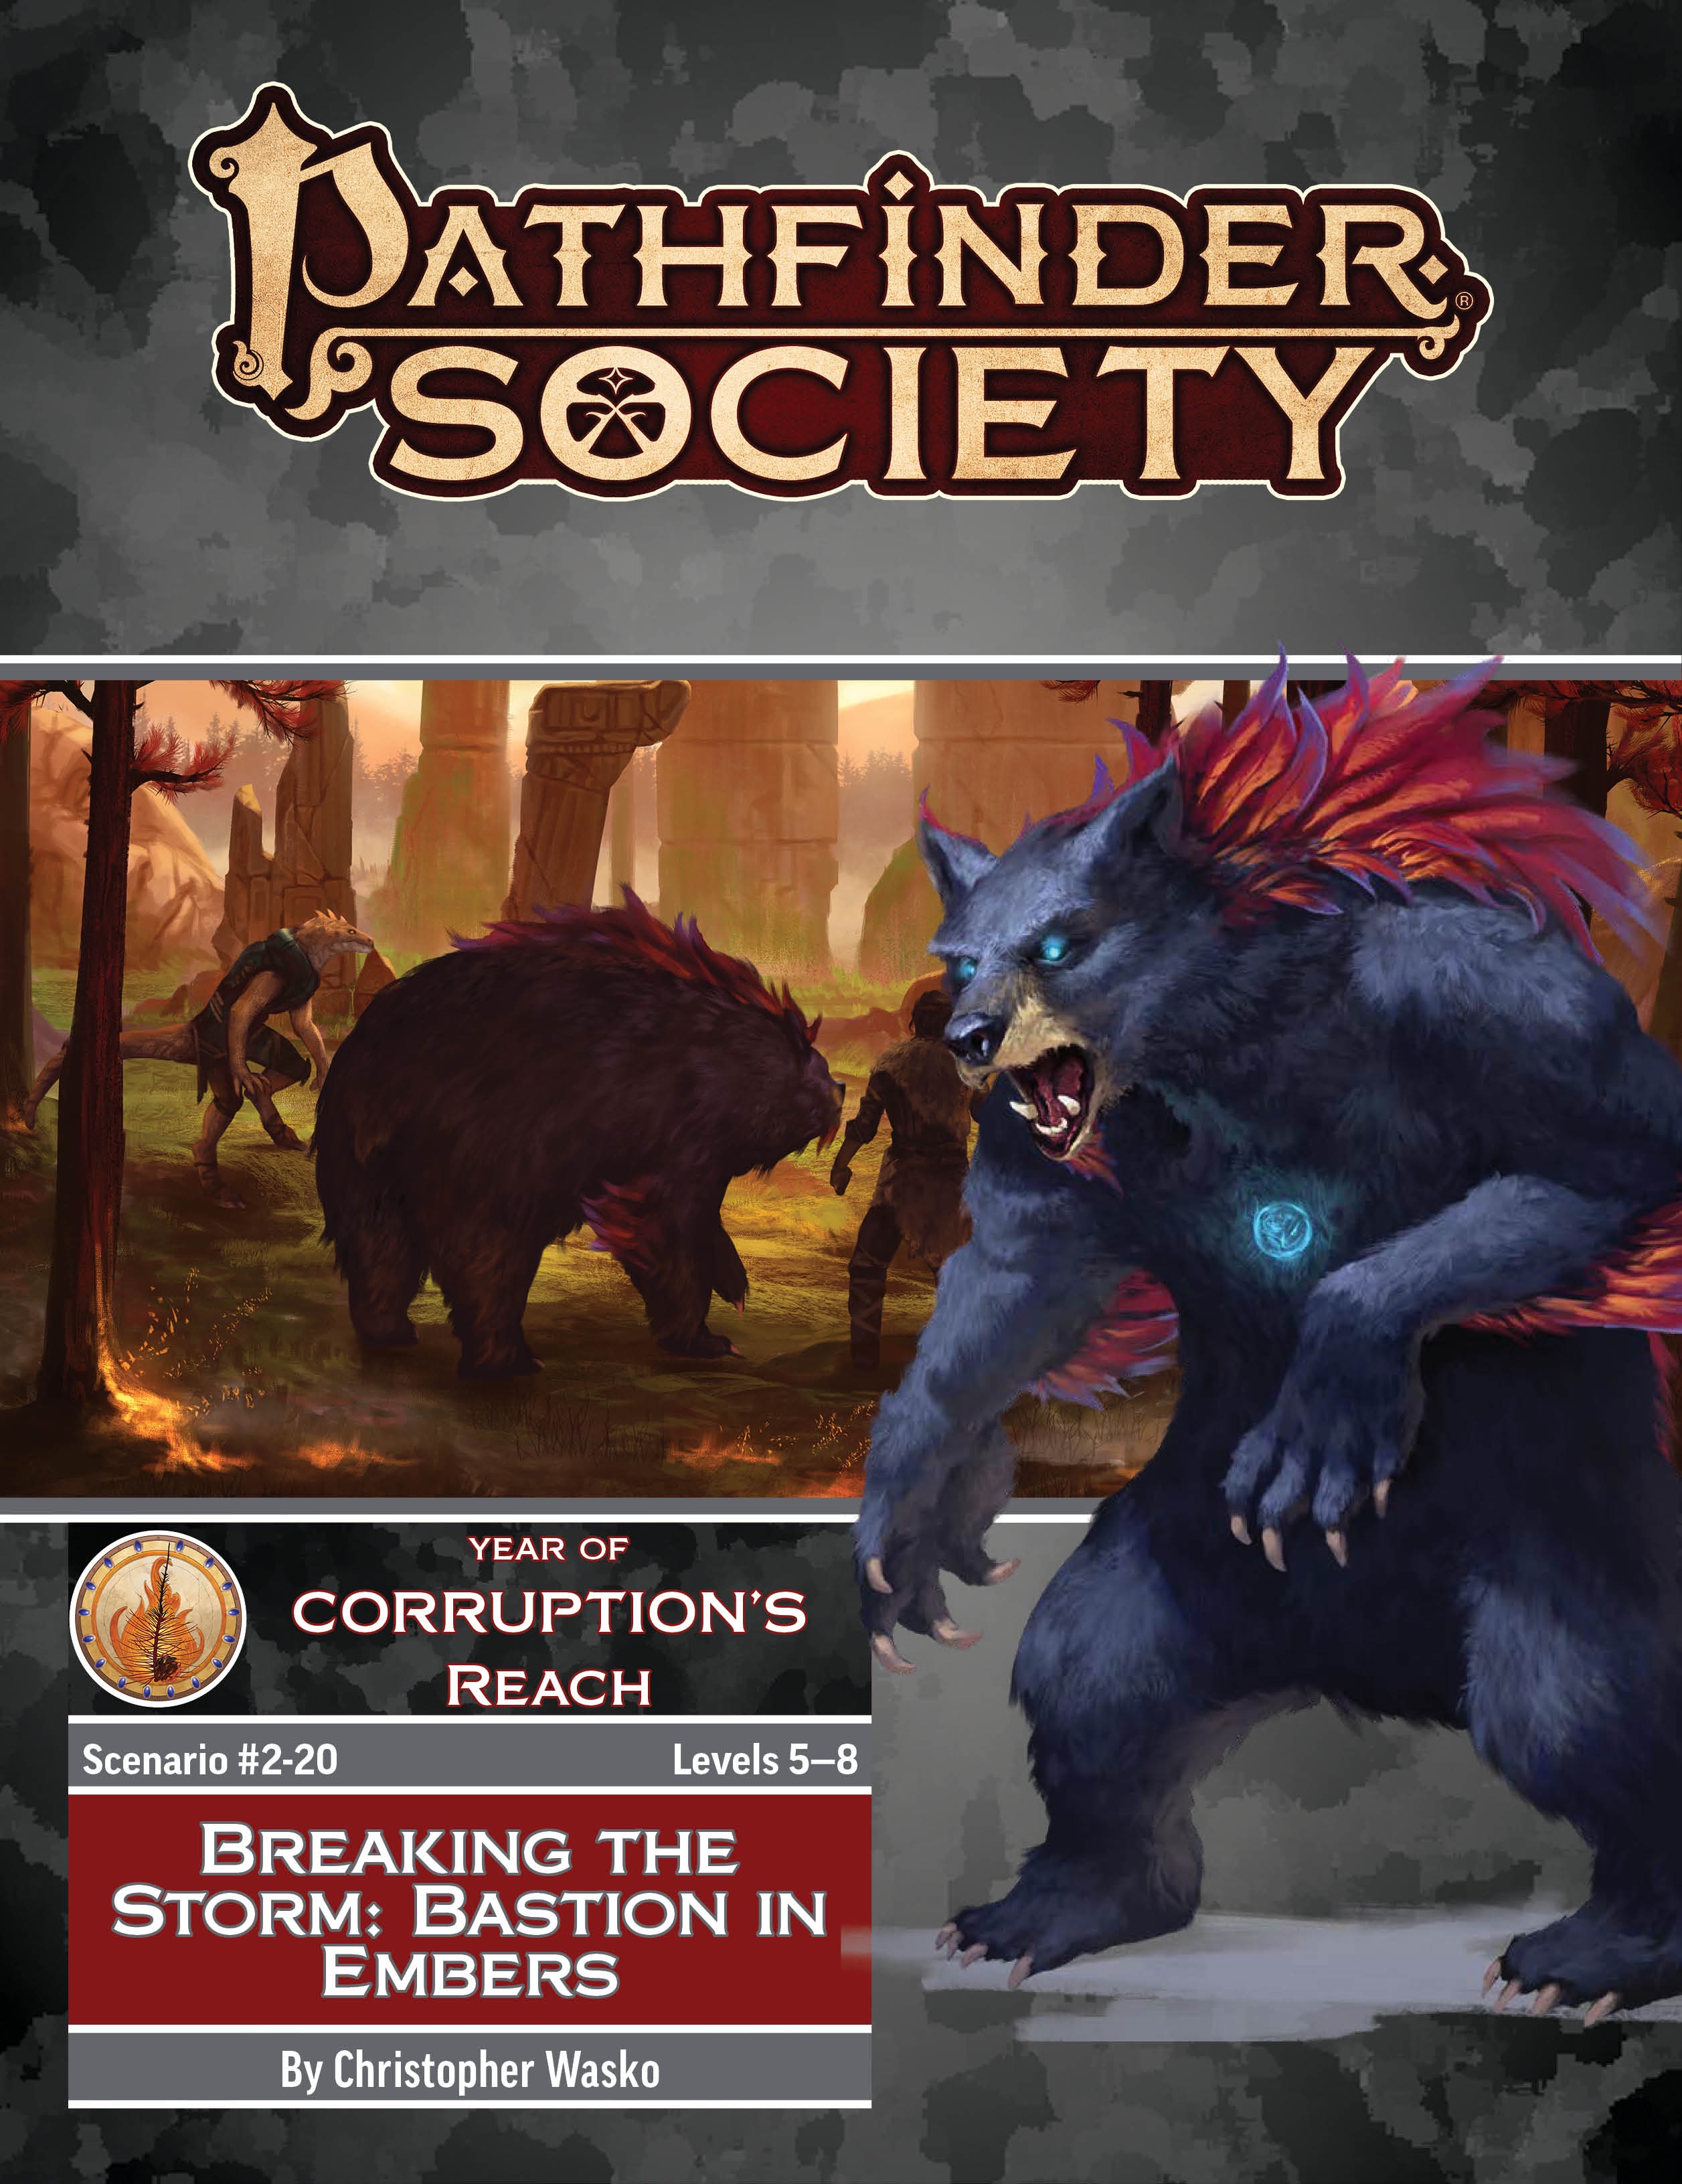 PATHFINDER®
SOCIETY
YEAR OF
CORRUPTION'S
REACH
Scenario #2-20
Levels 5–8
BREAKING THE
STORM: BASTION IN
EMBERS
By Christopher Wasko